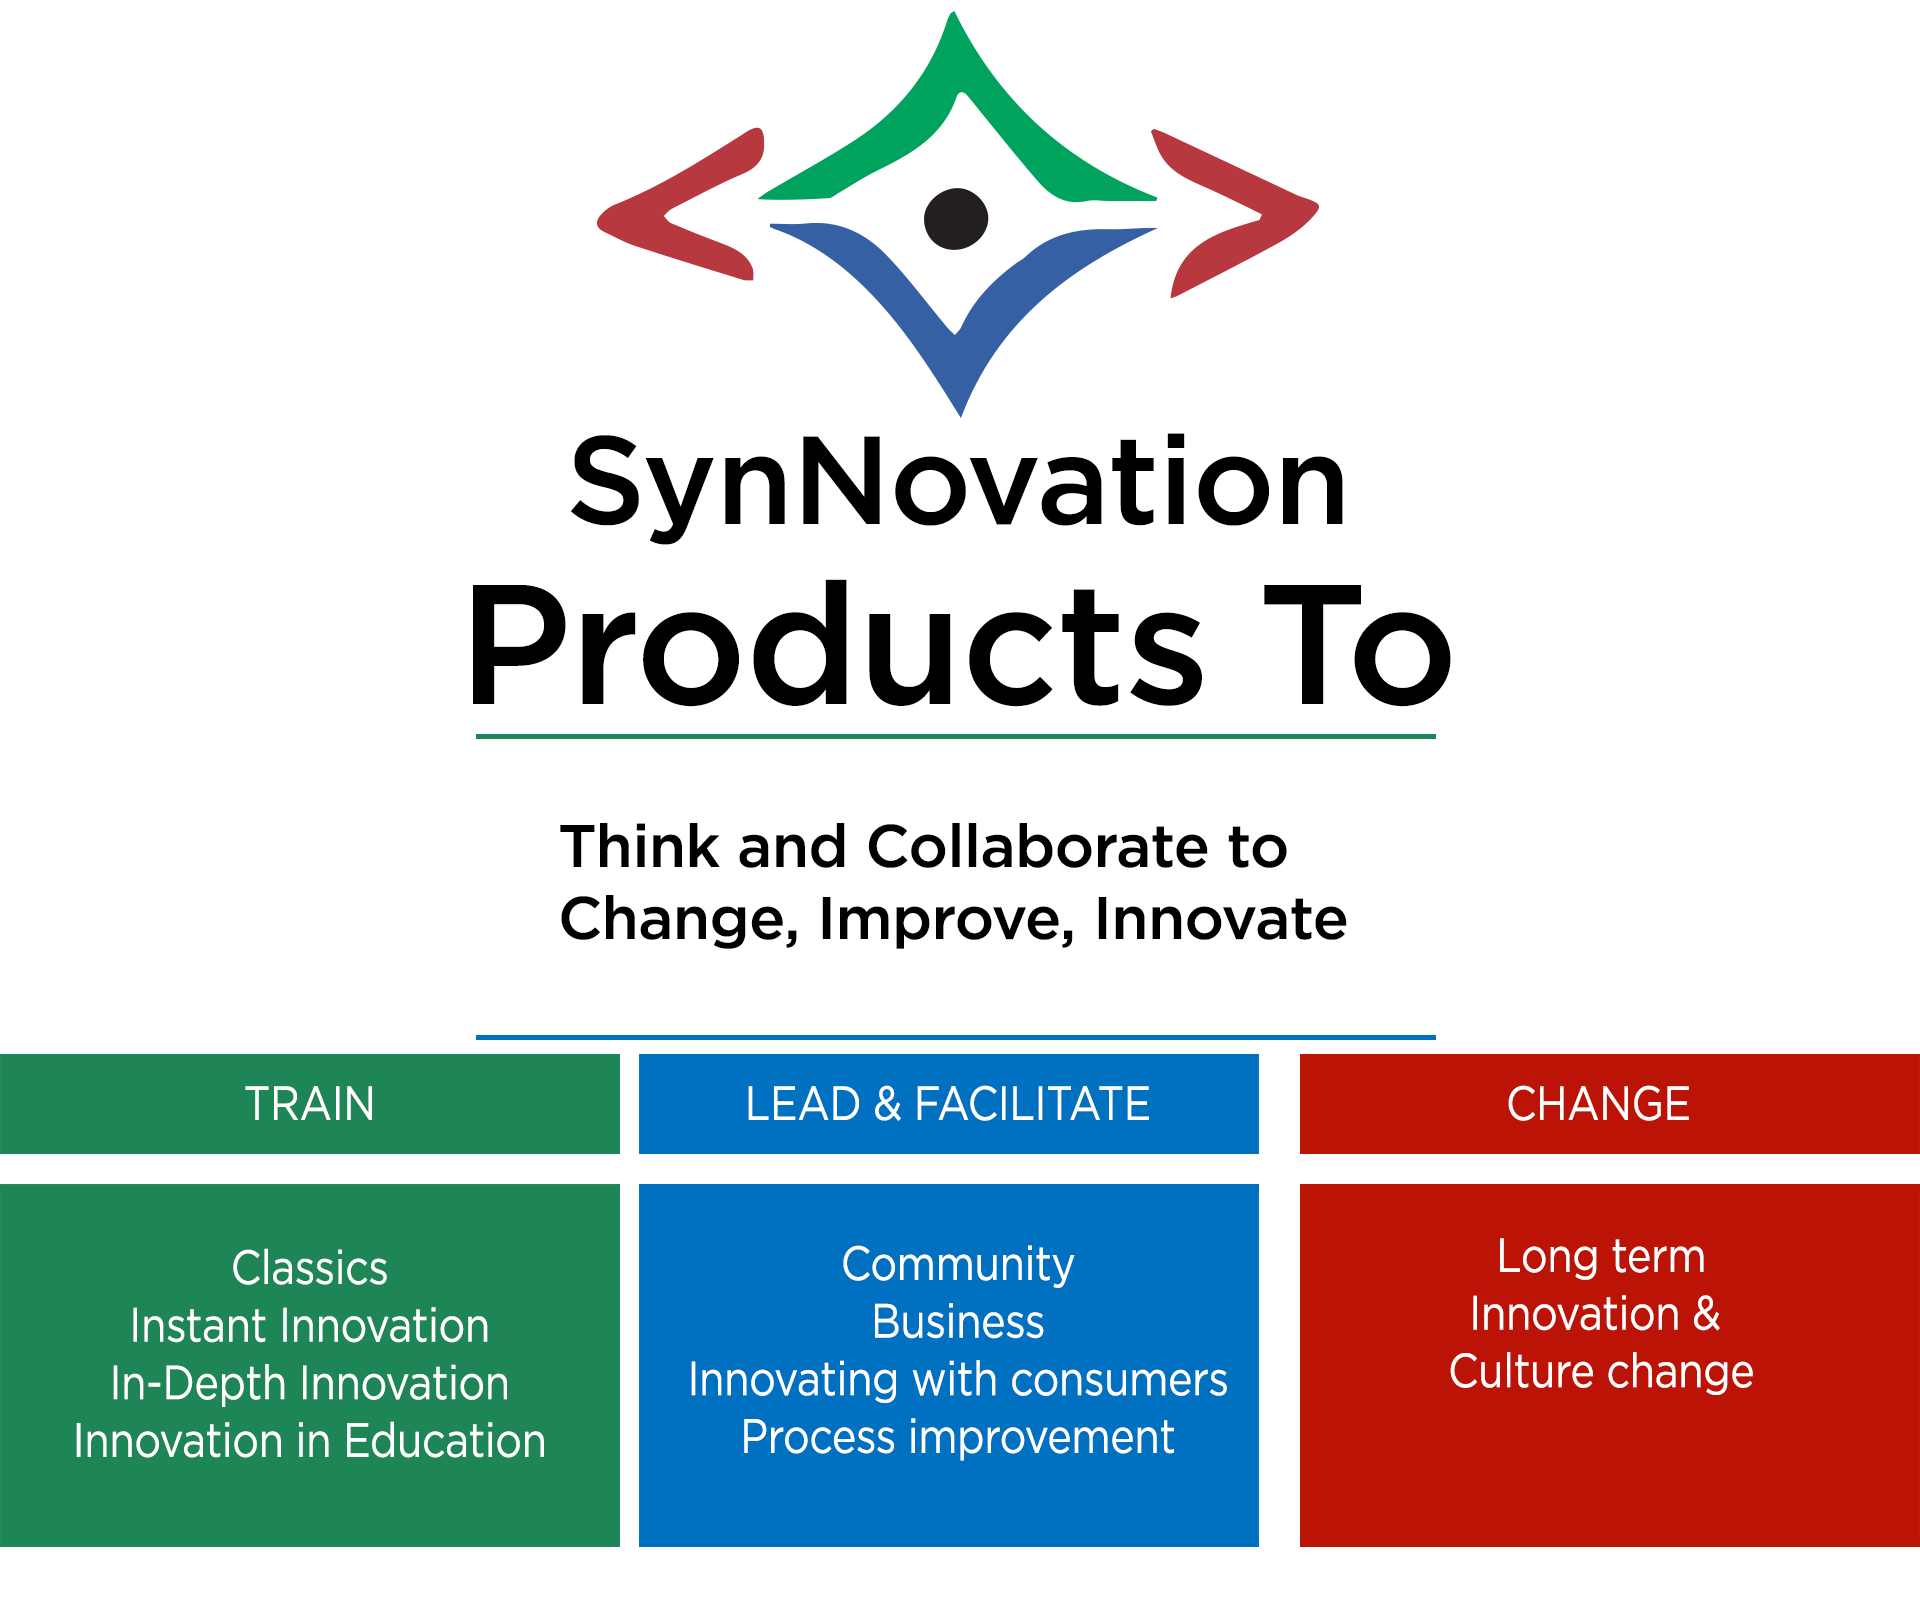 SynNovation
Products To
Think and Collaborate to
Change, Improve, Innovate
TRAIN
Classics
Instant Innovation
In-Depth Innovation
Innovation in Education
LEAD & FACILITATE
Community
Business
Innovating with consumers
Process improvement
CHANGE
Long term
Innovation &
Culture change